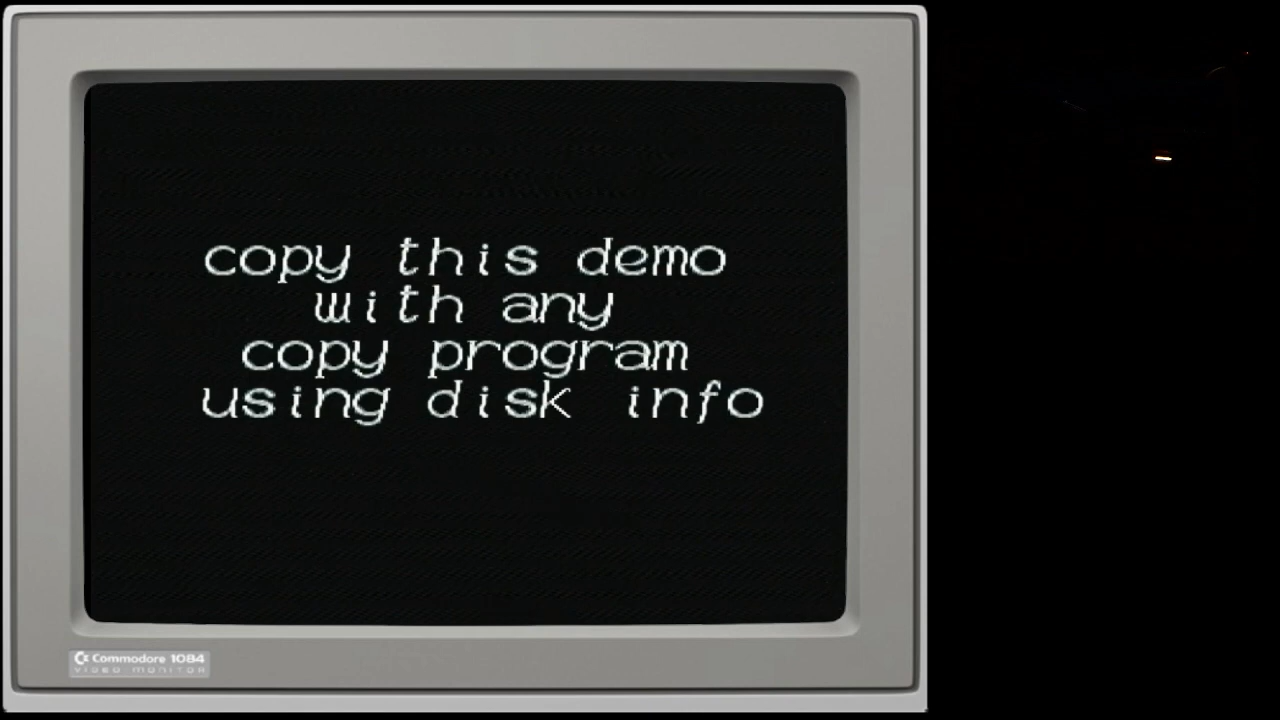 copy this demo
with any
copy program
using disk info
Commodore 1084
VIDEO MONITOR